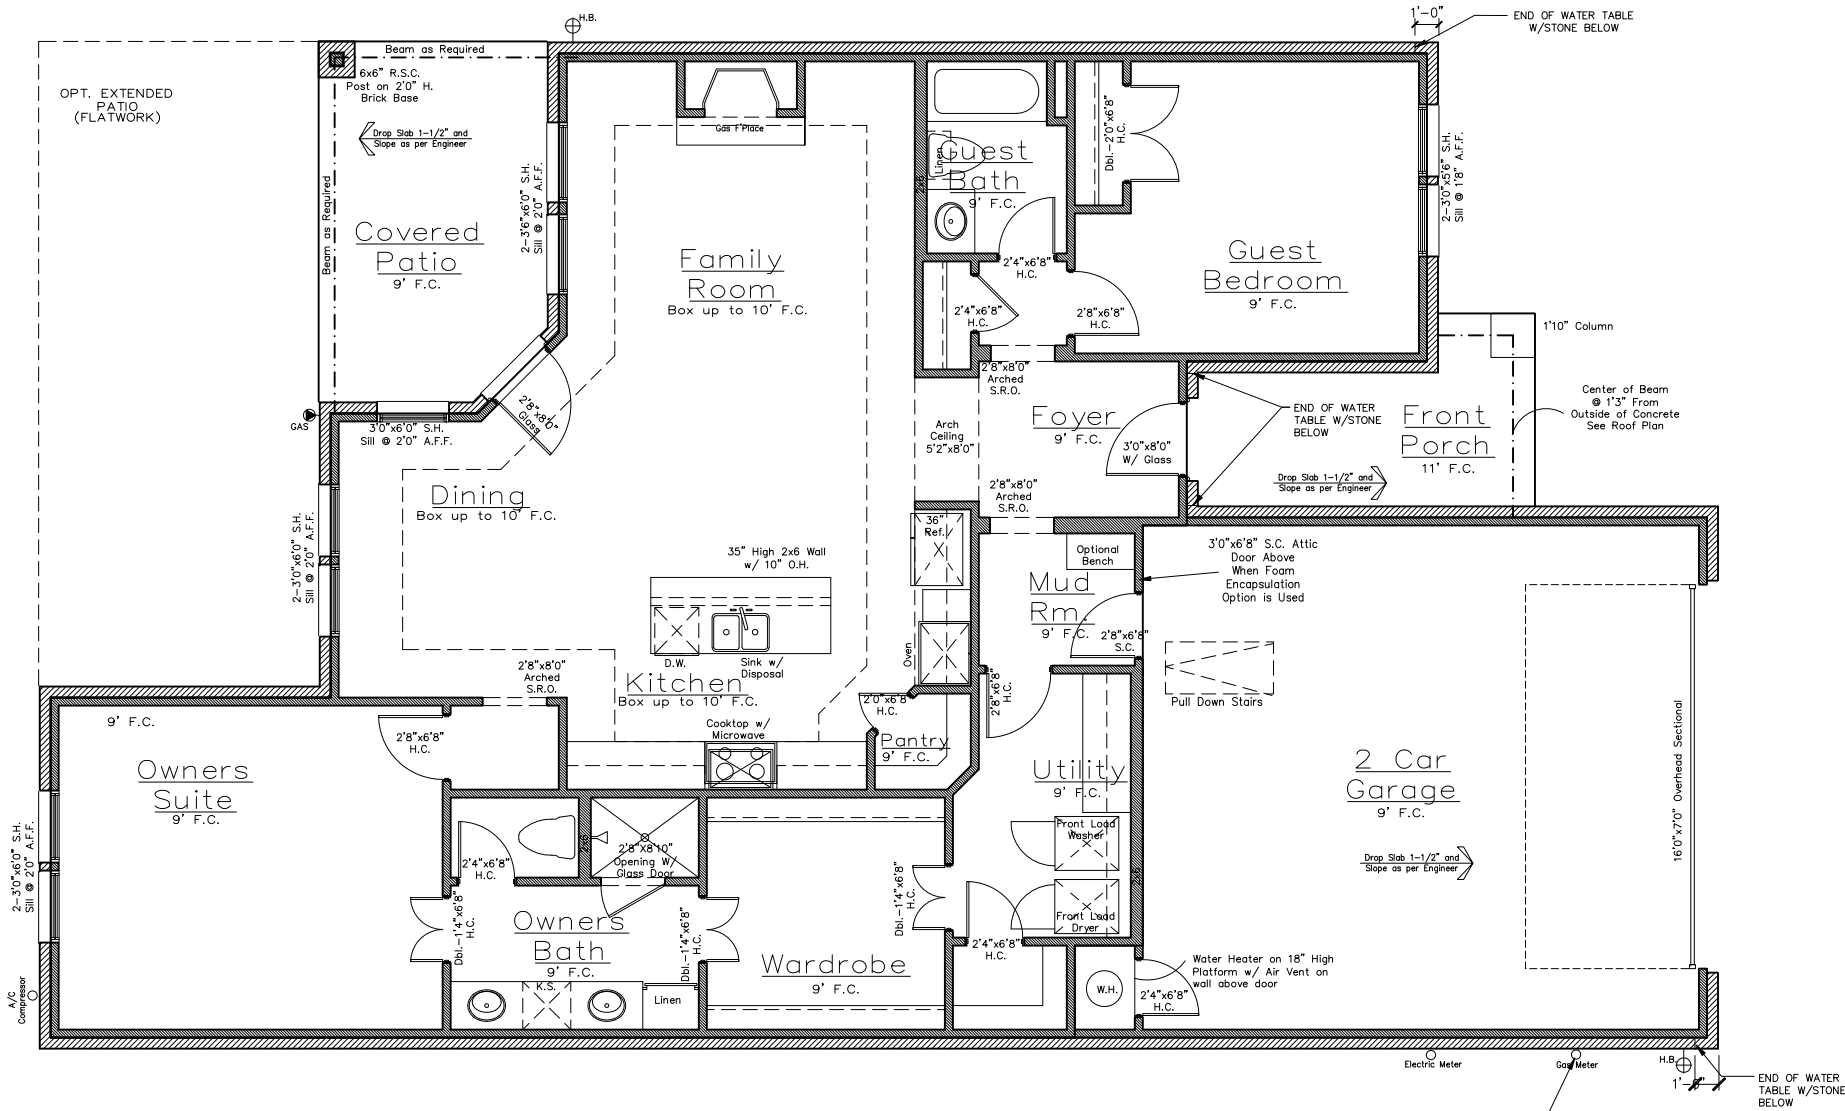 1'-0"
END OF WATER TABLE
W/STONE BELOW
H.B.
Beam as Required
6x6" R.S.C.
Post on 2'0" H.
Brick Base
OPT. EXTENDED
PATIO
(FLATWORK)
Drop Slab 1-1/2" and
Slope as per Engineer
Beam as Required
Covered
Patio
9' F.C.
2-3'6"x6'0" S.H.
Sill @ 2'0" A.F.F.
Gas F'Place
Family
Room
Box up to 10' F.C.
Linen
2x6
Guest
Bath
9' F.C.
2'4"x6'8"
H.C.
Dbl.-2'0"x6'8"
H.C.
Guest
Bedroom
9' F.C.
2-3'0"x5'6" S.H.
Sill @ 1'8" A.F.F.
2'4"x6'8"
H.C.
2'8"x6'8"
H.C.
1'10" Column
2'8"x8'0"
Arched
S.R.O.
GAS
3'0"x6'0" S.H.
Sill @ 2'0" A.F.F.
2'8"x8'0"
Glass
Arch
Ceiling
5'2"x8'0"
Foyer
9' F.C.
3'0"x8'0"
W/ Glass
END OF WATER
TABLE W/STONE
BELOW
Front
Porch
11' F.C.
Center of Beam
@ 1'3" From
Outside of Concrete
See Roof Plan
Drop Slab 1-1/2" and
Slope as per Engineer
Dining
Box up to 10' F.C.
2'8"x8'0"
Arched
S.R.O.
2-3'0"x6'0" S.H.
Sill @ 2'0" A.F.F.
36"
Ref.
35" High 2x6 Wall
w/ 10" O.H.
Optional
Bench
3'0"x6'8" S.C. Attic
Door Above
When Foam
Encapsulation
Option is Used
Mud
Rm.
9' F.C.
2'8"x6'8"
S.C.
D.W.
Sink w/
Disposal
Oven
2'8"x8'0"
Arched
S.R.O.
Kitchen
Box up to 10' F.C.
2'0"x6'8"
H.C.
2'8"x6'8"
H.C.
Pull Down Stairs
9' F.C.
2'8"x6'8"
H.C.
Cooktop w/
Microwave
Pantry
9' F.C.
Utility
9' F.C.
2 Car
Garage
9' F.C.
16'0"x7'0" Overhead Sectional
Owners
Suite
9' F.C.
2-3'0"x6'0" S.H.
Sill @ 2'0" A.F.F.
2'4"x6'8"
H.C.
2x6
2'8"X8'10"
Opening W/
Glass Door
Front Load
Washer
Drop Slab 1-1/2" and
Slope as per Engineer
2x6
Dbl.-1'4"x6'8"
H.C.
Owners
Bath
9' F.C.
Dbl.-1'4"x6'8"
H.C.
Dbl.-1'4"x6'8"
H.C.
Front Load
Dryer
2'4"x6'8"
H.C.
Wardrobe
9' F.C.
Water Heater on 18" High
Platform w/ Air Vent on
wall above door
W.H.
2'4"x6'8"
H.C.
K.S.
Linen
A/C
Compressor
Electric Meter
Gas Meter
H.B.
END OF WATER
TABLE W/STONE
BELOW